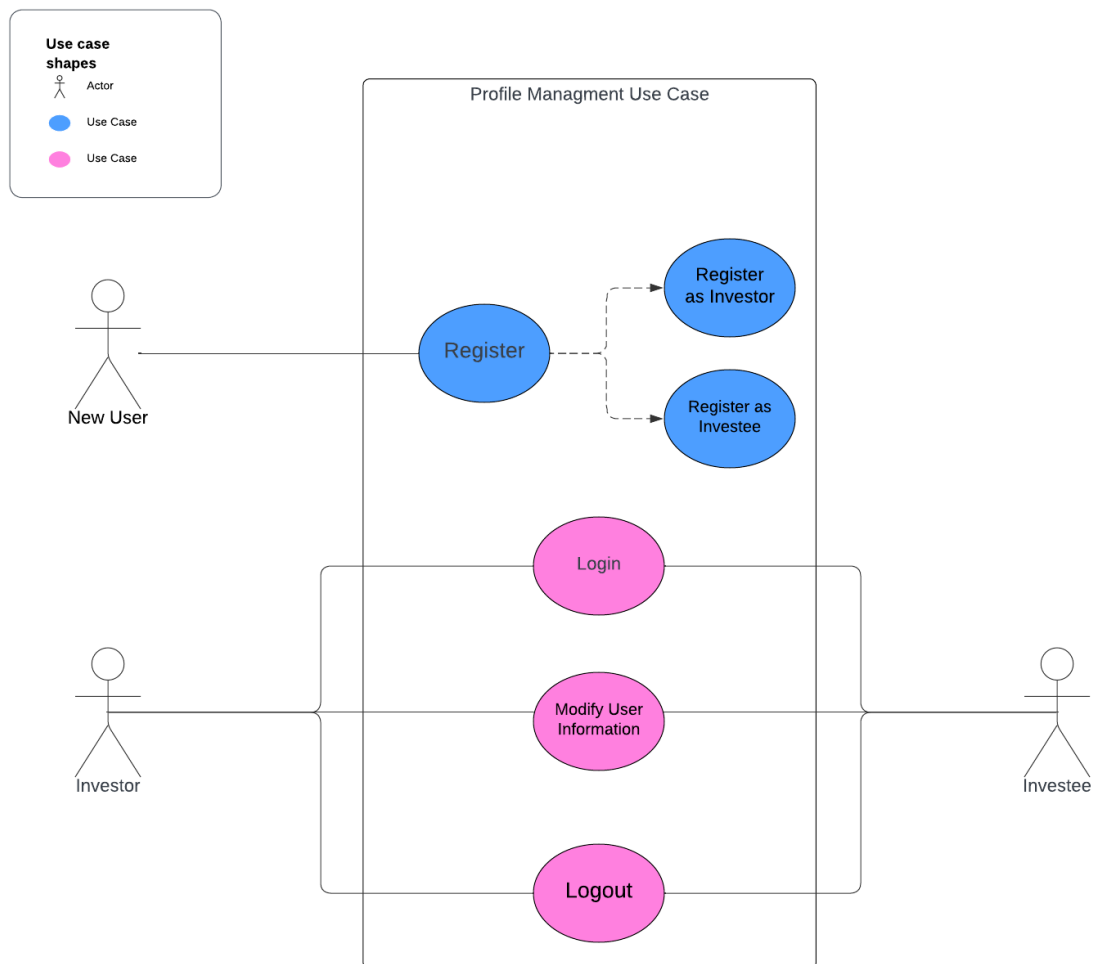 Use case
shapes
Actor
Use Case
Use Case
Profile Managment Use Case
Register
as Investor
Register
Register as
Investee
New User
Login
Modify User
Information
Investor
Investee
Logout